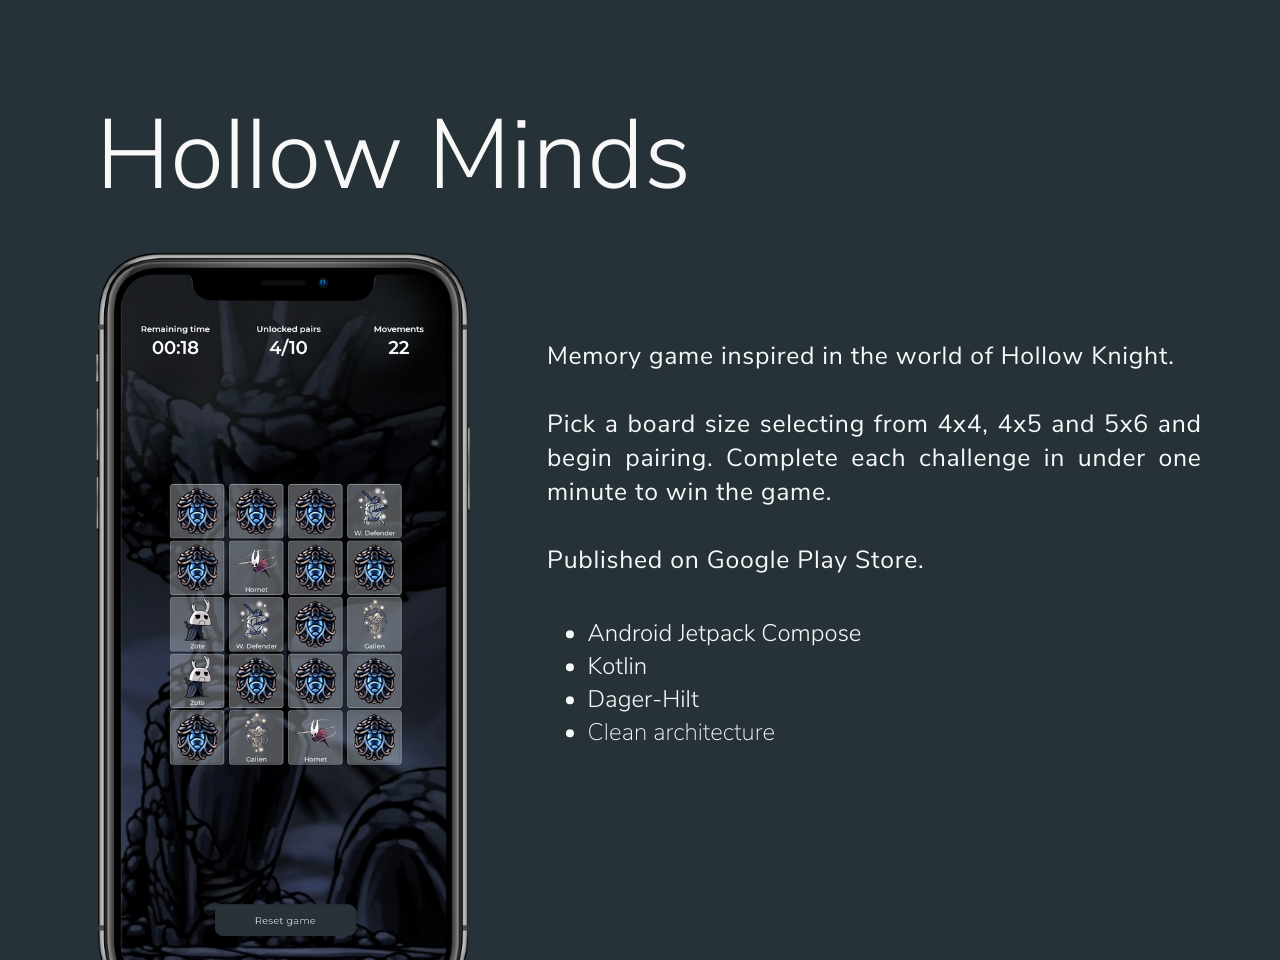 Hollow Minds
Remaining time
Unlocked pairs
Movements
00:18
4/10
22
W. Defender
Hornet
Zote
W. Defender
Galien
Zote
Galien
Hornet
Reset game
Memory game inspired in the world of Hollow Knight.
Pick a board size selecting from 4x4, 4x5 and 5x6 and
begin pairing. Complete each challenge in under one
minute to win the game.
Published on Google Play Store.
• Android Jetpack Compose
• Kotlin
• Dager-Hilt
• Clean architecture